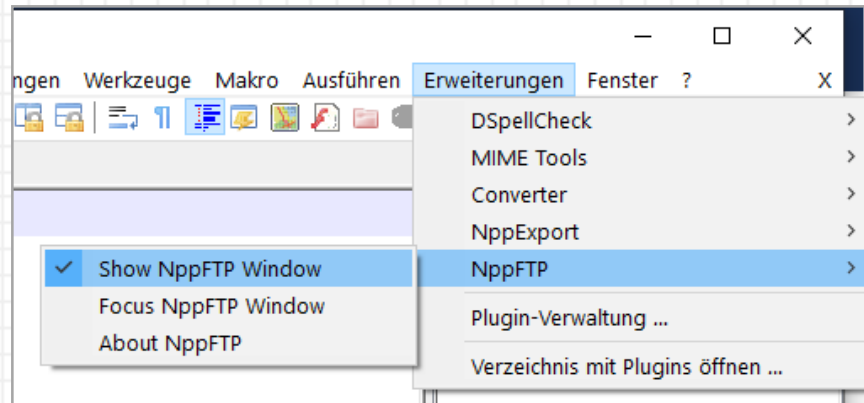 ngen Werkzeuge Makro Ausführen Erweiterungen Fenster ? X
DSpellCheck
MIME Tools
Converter
NppExport
NppFTP
Show NppFTP Window
Focus NppFTP Window
About NppFTP
Plugin-Verwaltung ...
Verzeichnis mit Plugins öffnen ...